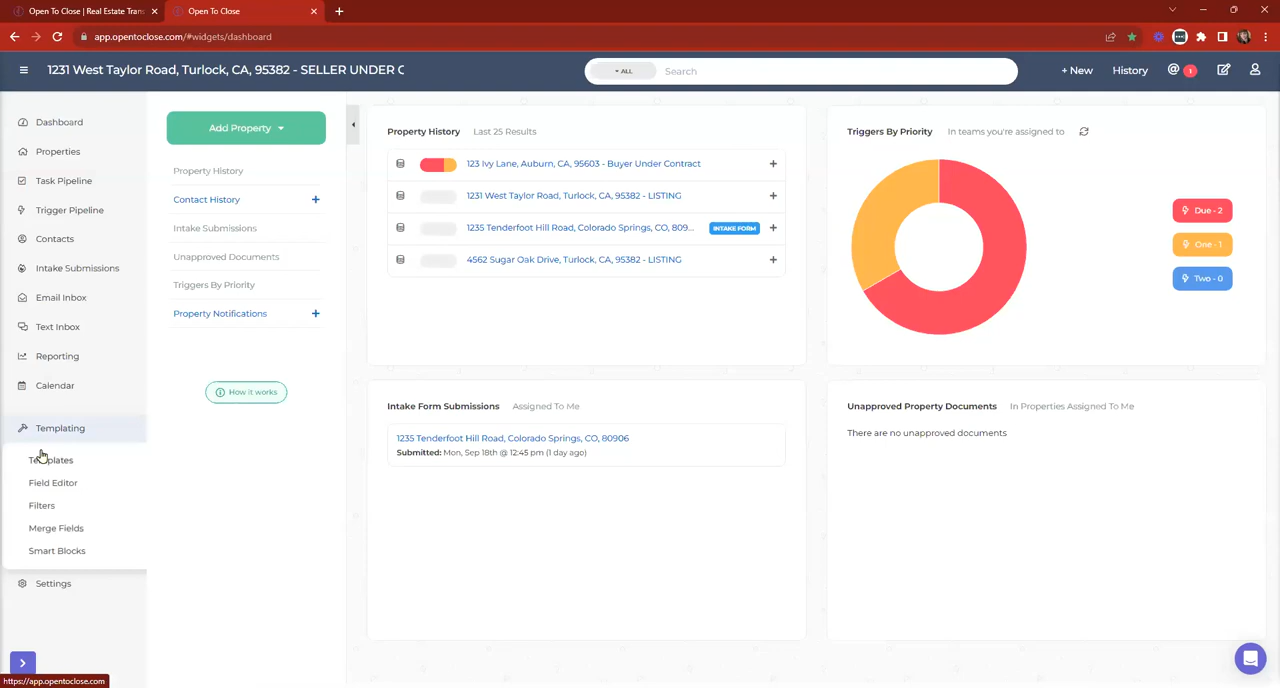 Open To Close | Real Estate Tran
Open To Close
app.opentoclose.com/#widgets/dashboard
1231 West Taylor Road, Turlock, CA, 95382 - SELLER UNDER C
ALL
Search
+ New
History
1
Dashboard
Properties
Task Pipeline
Trigger Pipeline
Contacts
Intake Submissions
Email Inbox
Text Inbox
Reporting
Calendar
Templating
Templates
Field Editor
Filters
Merge Fields
Smart Blocks
Settings
https://app.opentoclose.com
Add Property
Property History
Contact History +
Intake Submissions
Unapproved Documents
Triggers By Priority
Property Notifications +
How it works
Property History Last 25 Results
123 Ivy Lane, Auburn, CA, 95603 - Buyer Under Contract +
1231 West Taylor Road, Turlock, CA, 95382 - LISTING +
1235 Tenderfoot Hill Road, Colorado Springs, CO, 809... INTAKE FORM +
4562 Sugar Oak Drive, Turlock, CA, 95382 - LISTING +
Triggers By Priority In teams you're assigned to
Due - 2
One - 1
Two - 0
Intake Form Submissions Assigned To Me
1235 Tenderfoot Hill Road, Colorado Springs, CO, 80906
Submitted: Mon, Sep 18th @ 12:45 pm (1 day ago)
Unapproved Property Documents In Properties Assigned To Me
There are no unapproved documents